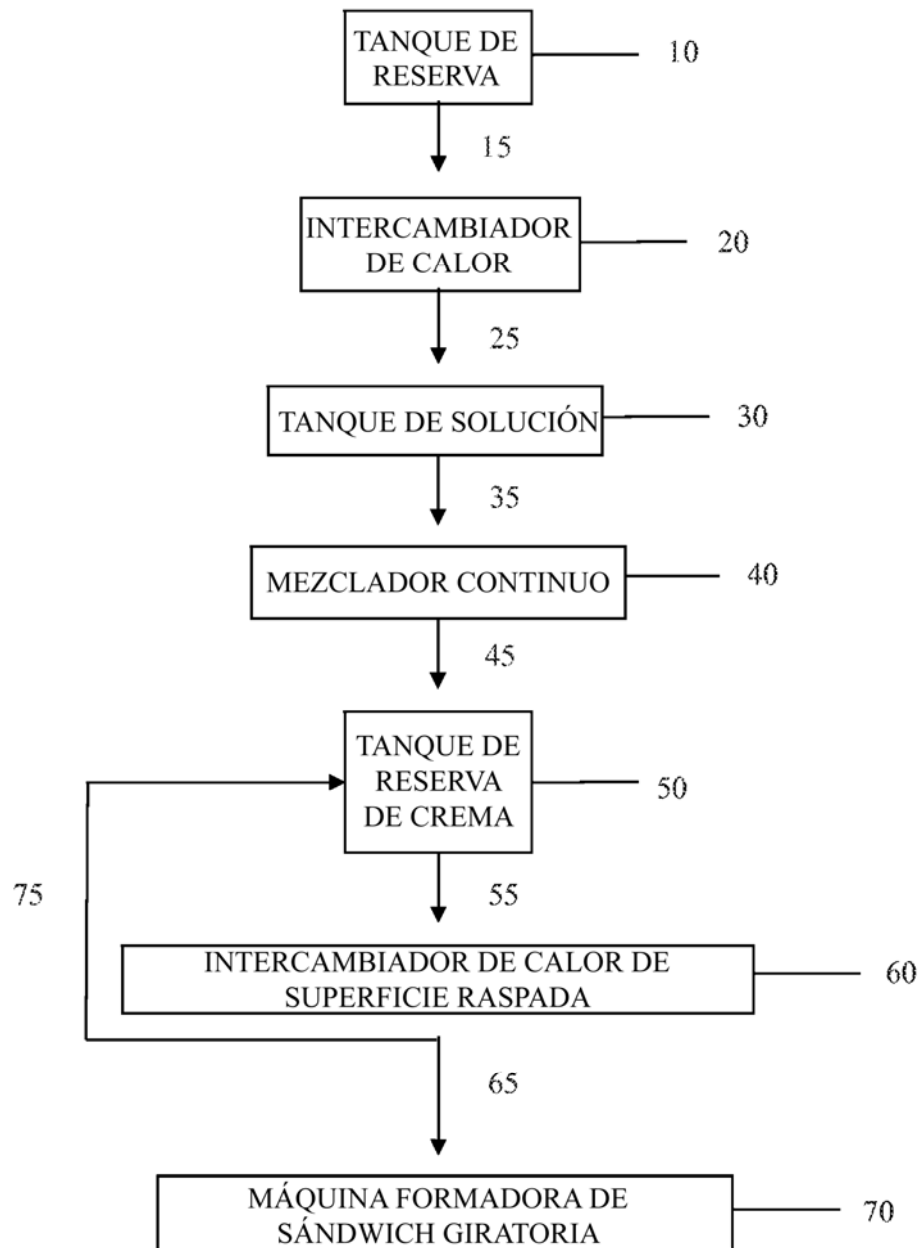 TANQUE DE
RESERVA
10
15
INTERCAMBIADOR
DE CALOR
20
25
TANQUE DE SOLUCIÓN
30
35
MEZCLADOR CONTINUO
40
45
TANQUE DE
RESERVA
DE CREMA
50
75
55
INTERCAMBIADOR DE CALOR DE
SUPERFICIE RASPADA
60
65
MÁQUINA FORMADORA DE
SÁNDWICH GIRATORIA
70